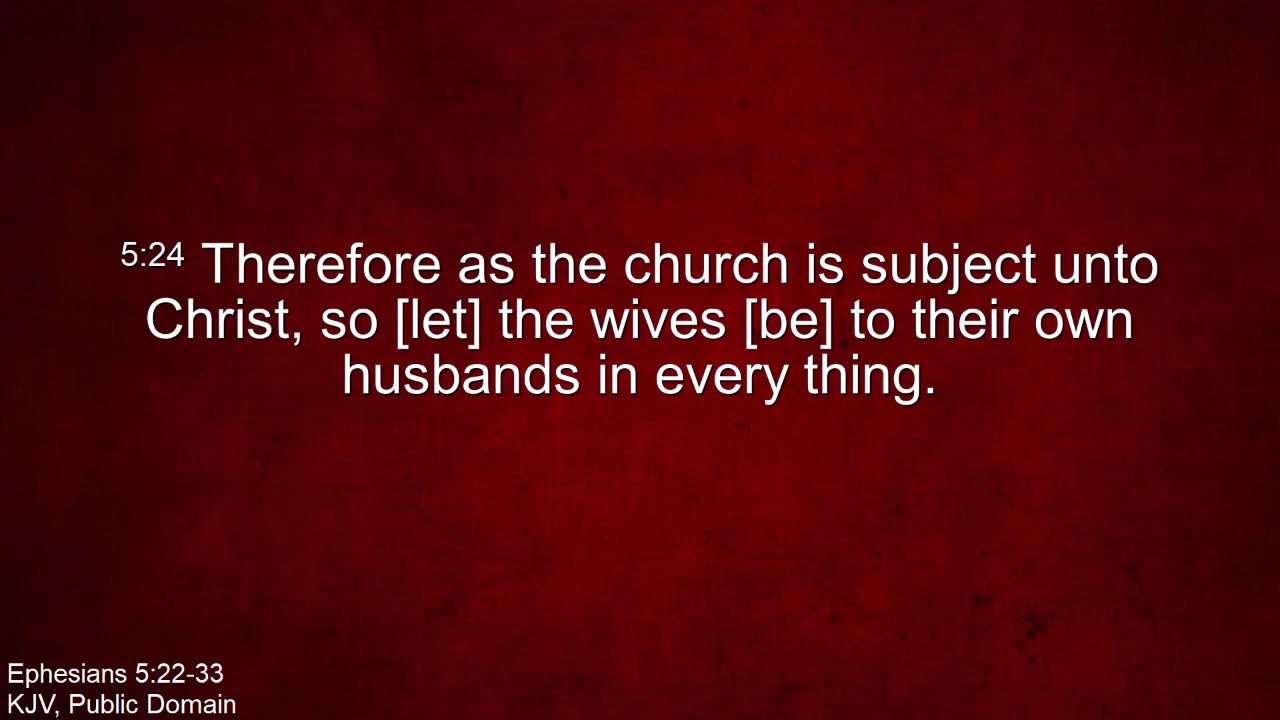 5:24 Therefore as the church is subject unto
Christ, so [let] the wives [be] to their own
husbands in every thing.
Ephesians 5:22-33
KJV, Public Domain